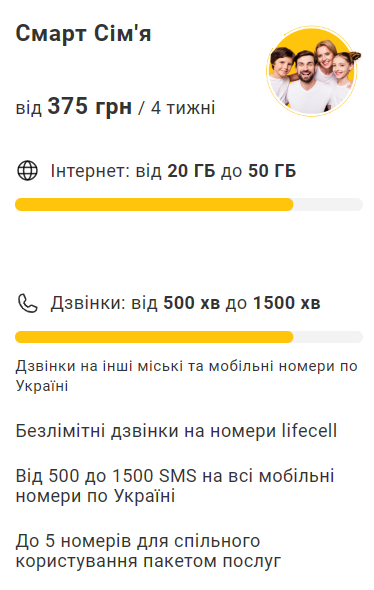 Смарт Сім'я
від 375 грн / 4 тижні
Інтернет: від 20 ГБ до 50 ГБ
Дзвінки: від 500 хв до 1500 хв
Дзвінки на інші міські та мобільні номери по
Україні
Безлімітні дзвінки на номери lifecell
Від 500 до 1500 SMS на всі мобільні
номери по Україні
До 5 номерів для спільного
користування пакетом послуг